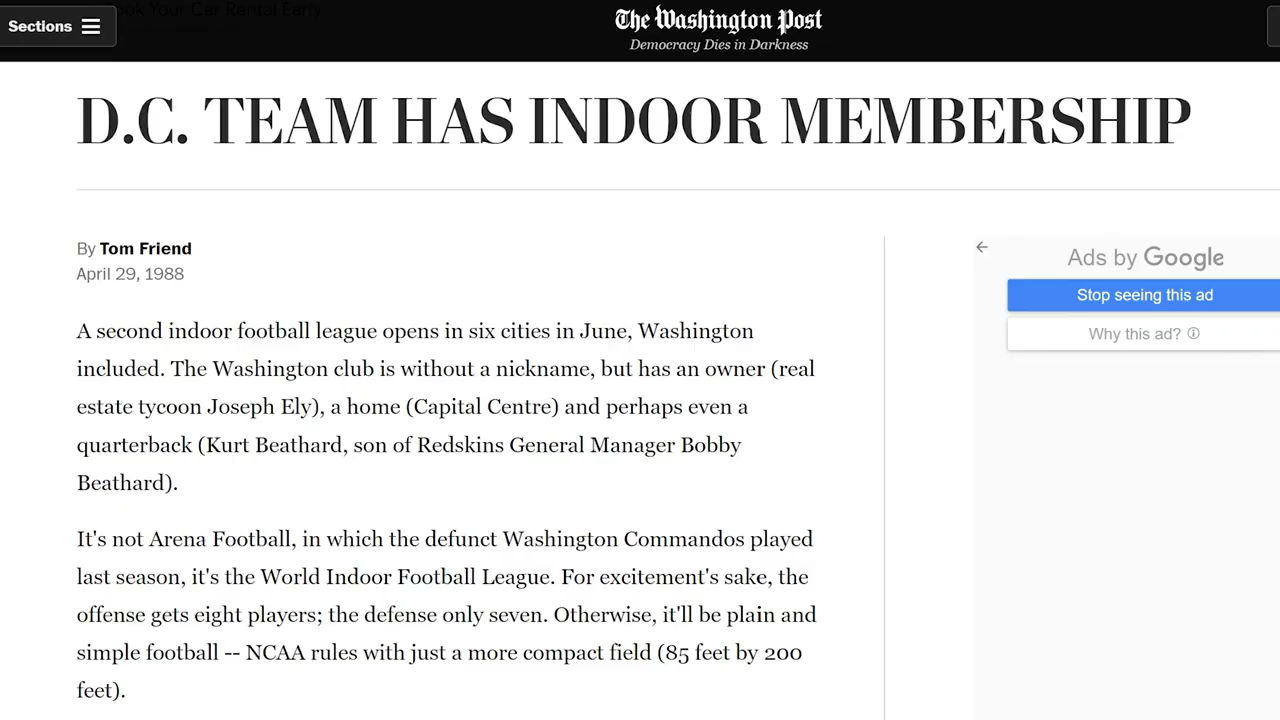 Book Your Car Rental Early
Sections
The Washington Post
Democracy Dies in Darkness
D.C. TEAM HAS INDOOR MEMBERSHIP
By Tom Friend
April 29, 1988
A second indoor football league opens in six cities in June, Washington
included. The Washington club is without a nickname, but has an owner (real
estate tycoon Joseph Ely), a home (Capital Centre) and perhaps even a
quarterback (Kurt Beathard, son of Redskins General Manager Bobby
Beathard).
It's not Arena Football, in which the defunct Washington Commandos played
last season, it's the World Indoor Football League. For excitement's sake, the
offense gets eight players; the defense only seven. Otherwise, it'll be plain and
simple football -- NCAA rules with just a more compact field (85 feet by 200
feet).
Ads by Google
Stop seeing this ad
Why this ad?